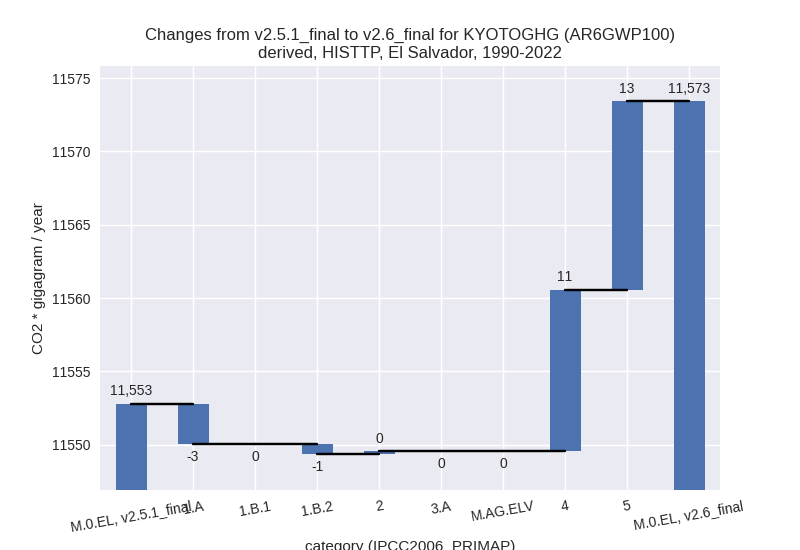 Changes from v2.5.1_final to v2.6_final for KYOTOGHG (AR6GWP100)
derived, HISTTP, El Salvador, 1990-2022
CO2 * gigagram / year
11575
11570
11565
11560
11555
11550
11,553
-3
0
-1
0
0
0
11
13
11,573
M.0.EL, v2.5.1_final
1.A
1.B.1
1.B.2
2
3.A
M.AG.ELV
4
5
M.0.EL, v2.6_final
category (IPCC2006_PRIMAP)